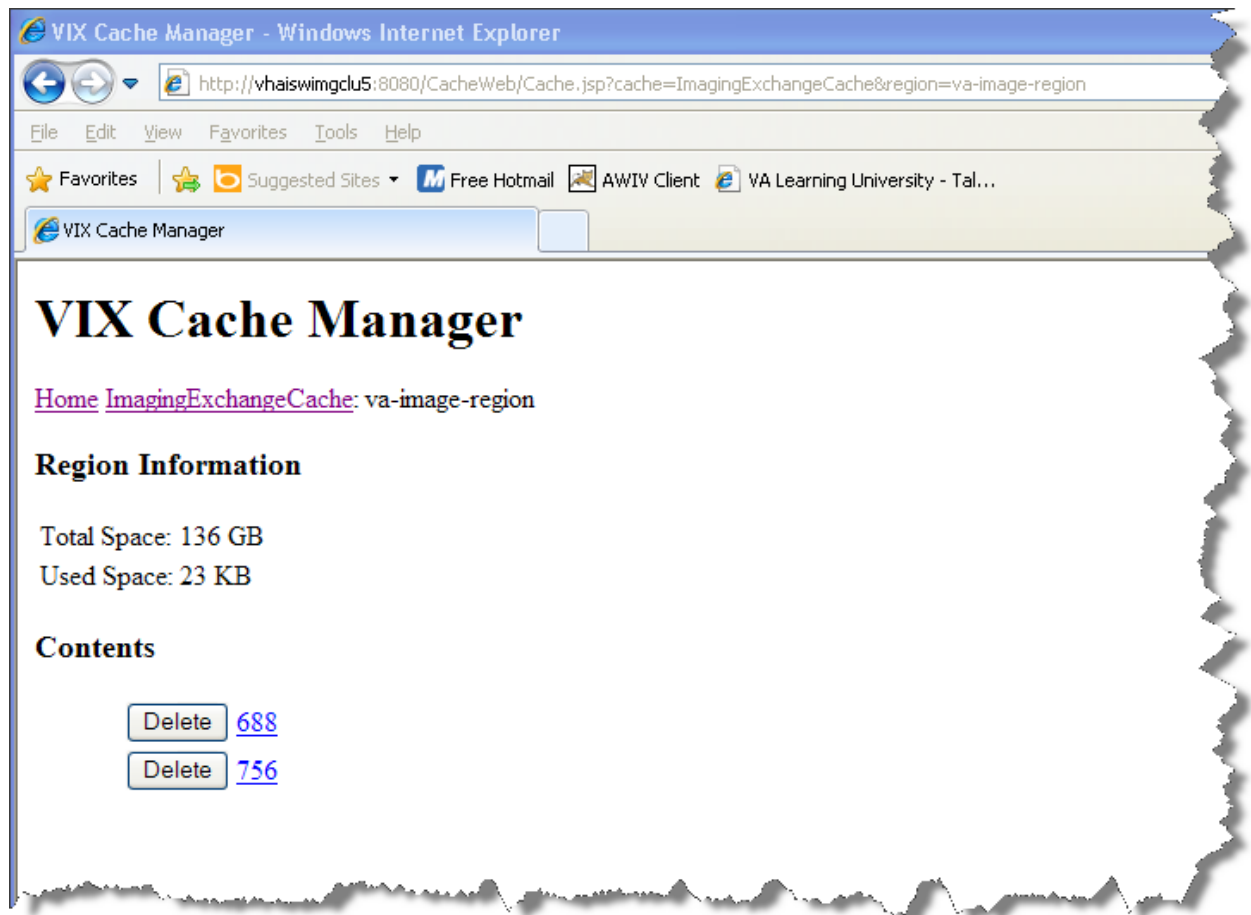 VIX Cache Manager - Windows Internet Explorer
http://vhaiswimgclu5:8080/CacheWeb/Cache.jsp?cache=ImagingExchangeCache&region=va-image-region
File Edit View Favorites Tools Help
Favorites Suggested Sites Free Hotmail AWIV Client VA Learning University - Tal...
VIX Cache Manager
VIX Cache Manager
Home ImagingExchangeCache: va-image-region
Region Information
Total Space: 136 GB
Used Space: 23 KB
Contents
Delete 688
Delete 756